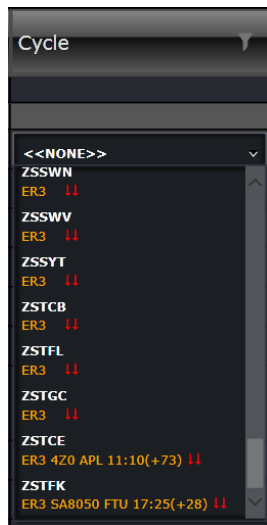 Cycle
<<NONE>>
ZSSWN
ER3 ↓↓
ZSSWV
ER3 ↓↓
ZSSYT
ER3 ↓↓
ZSTCB
ER3 ↓↓
ZSTFL
ER3 ↓↓
ZSTGC
ER3 ↓↓
ZSTCE
ER3 4Z0 APL 11:10(+73) ↓↓
ZSTFK
ER3 SA8050 FTU 17:25(+28) ↓↓